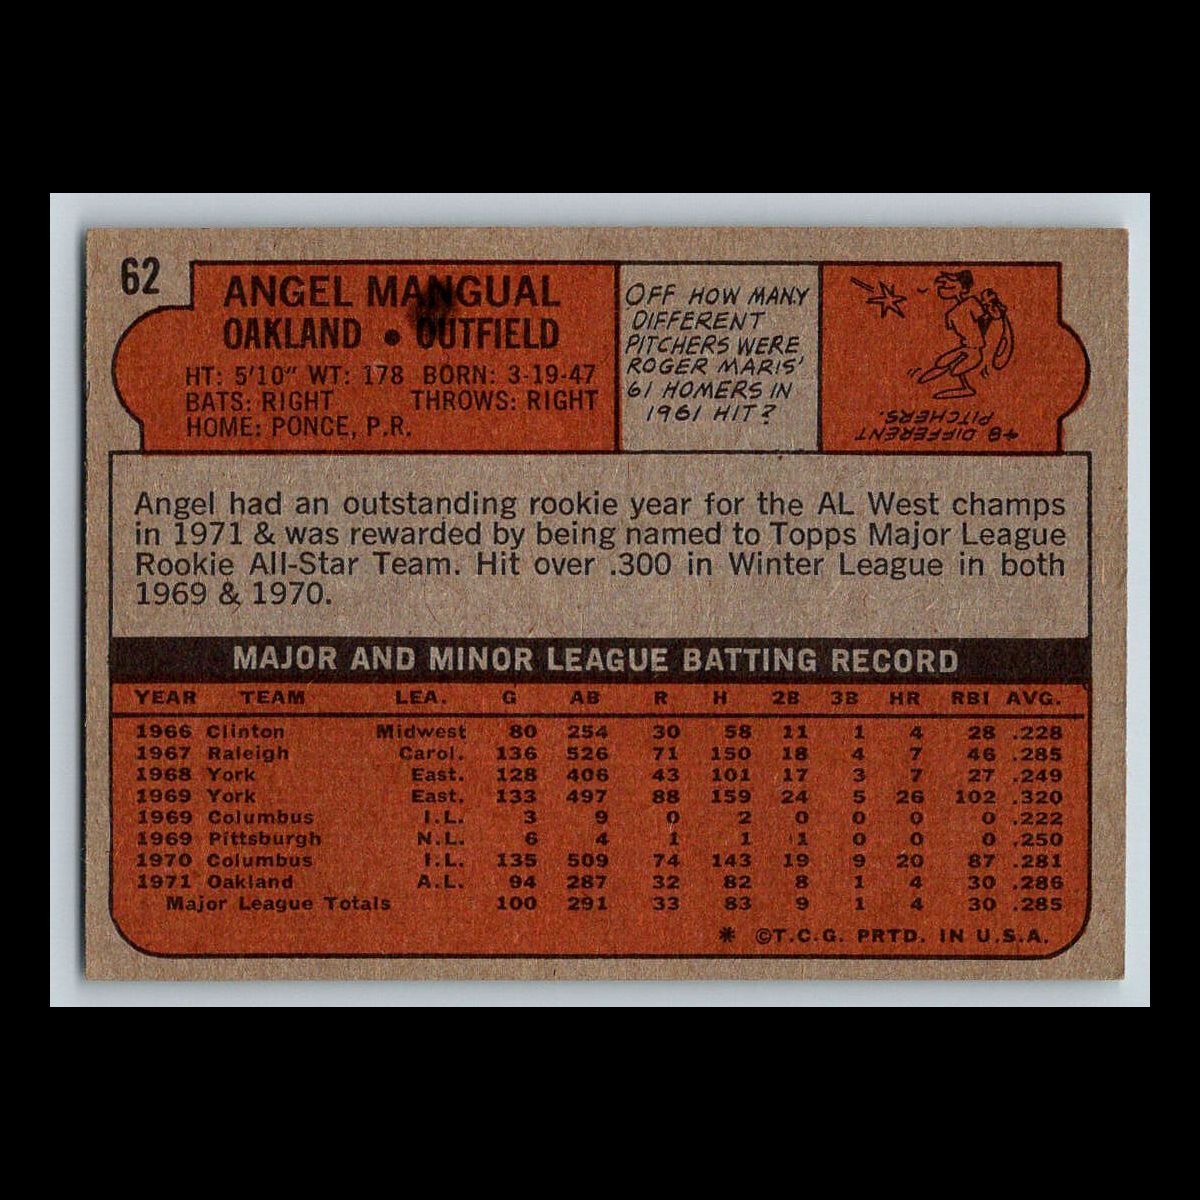 62
ANGEL MANGUAL
OAKLAND • OUTFIELD
HT: 5'10" WT: 178 BORN: 3-19-47
BATS: RIGHT THROWS: RIGHT
HOME: PONCE, P.R.
OFF HOW MANY
DIFFERENT
PITCHERS WERE
ROGER MARIS'
61 HOMERS IN
1961 HIT?
48 DIFFERENT
PITCHERS.
Angel had an outstanding rookie year for the AL West champs
in 1971 & was rewarded by being named to Topps Major League
Rookie All-Star Team. Hit over .300 in Winter League in both
1969 & 1970.
MAJOR AND MINOR LEAGUE BATTING RECORD
YEAR TEAM LEA. G AB R H 2B 3B HR RBI AVG.
1966 Clinton Midwest 80 254 30 58 11 1 4 28 .228
1967 Raleigh Carol. 136 526 71 150 18 4 7 46 .285
1968 York East. 128 406 43 101 17 3 7 27 .249
1969 York East. 133 497 88 159 24 5 26 102 .320
1969 Columbus I.L. 3 9 0 2 0 0 0 0 .222
1969 Pittsburgh N.L. 6 4 1 1 1 0 0 0 .250
1970 Columbus I.L. 135 509 74 143 19 9 20 87 .281
1971 Oakland A.L. 94 287 32 82 8 1 4 30 .286
Major League Totals 100 291 33 83 9 1 4 30 .285
* ©T.C.G. PRTD. IN U.S.A.